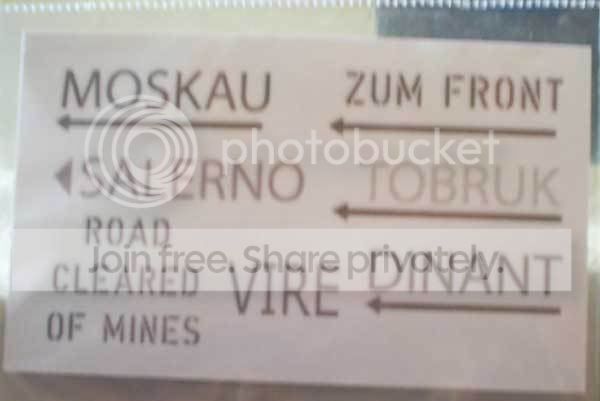 MOSKAU
ZUM FRONT
photobucket
SALERNO
TOBRUK
ROAD
CLEARED
OF MINES
Join free. Share privately.
VIRE
DINANT